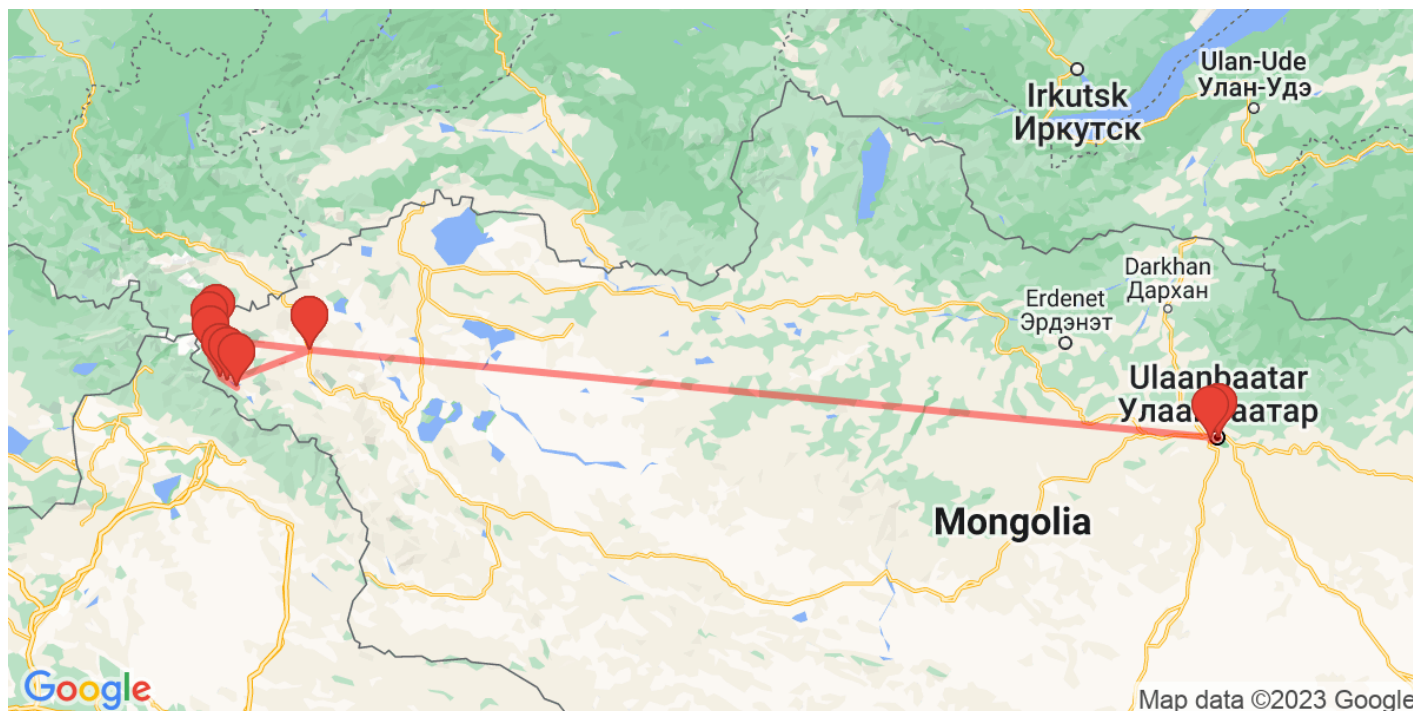 Ulan-Ude
Улан-Удэ
Irkutsk
Иркутск
Darkhan
Дархан
Erdenet
Эрдэнэт
Ulaanbaatar
Mongolia
Google
Map data ©2023 Google